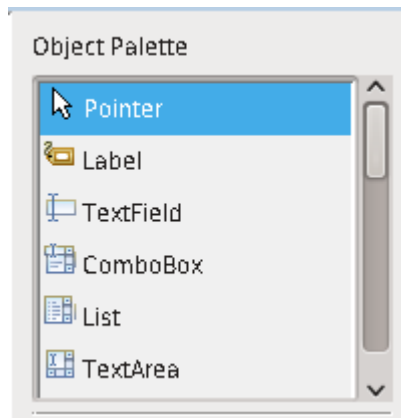 Object Palette
Pointer
Label
TextField
ComboBox
List
TextArea